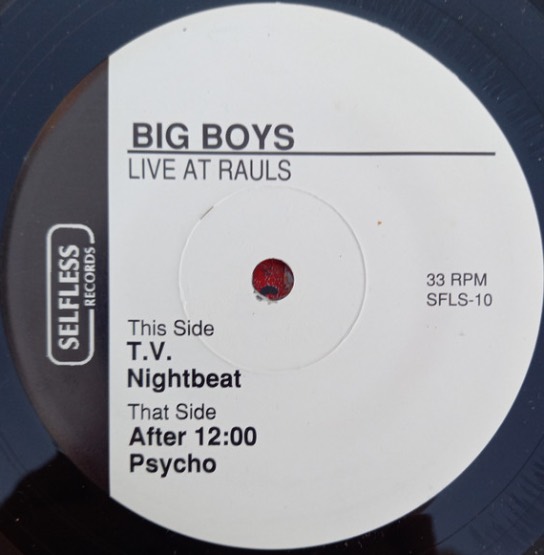 BIG BOYS
LIVE AT RAULS
SELFLESS
RECORDS
33 RPM
SFLS-10
This Side
T.V.
Nightbeat
That Side
After 12:00
Psycho